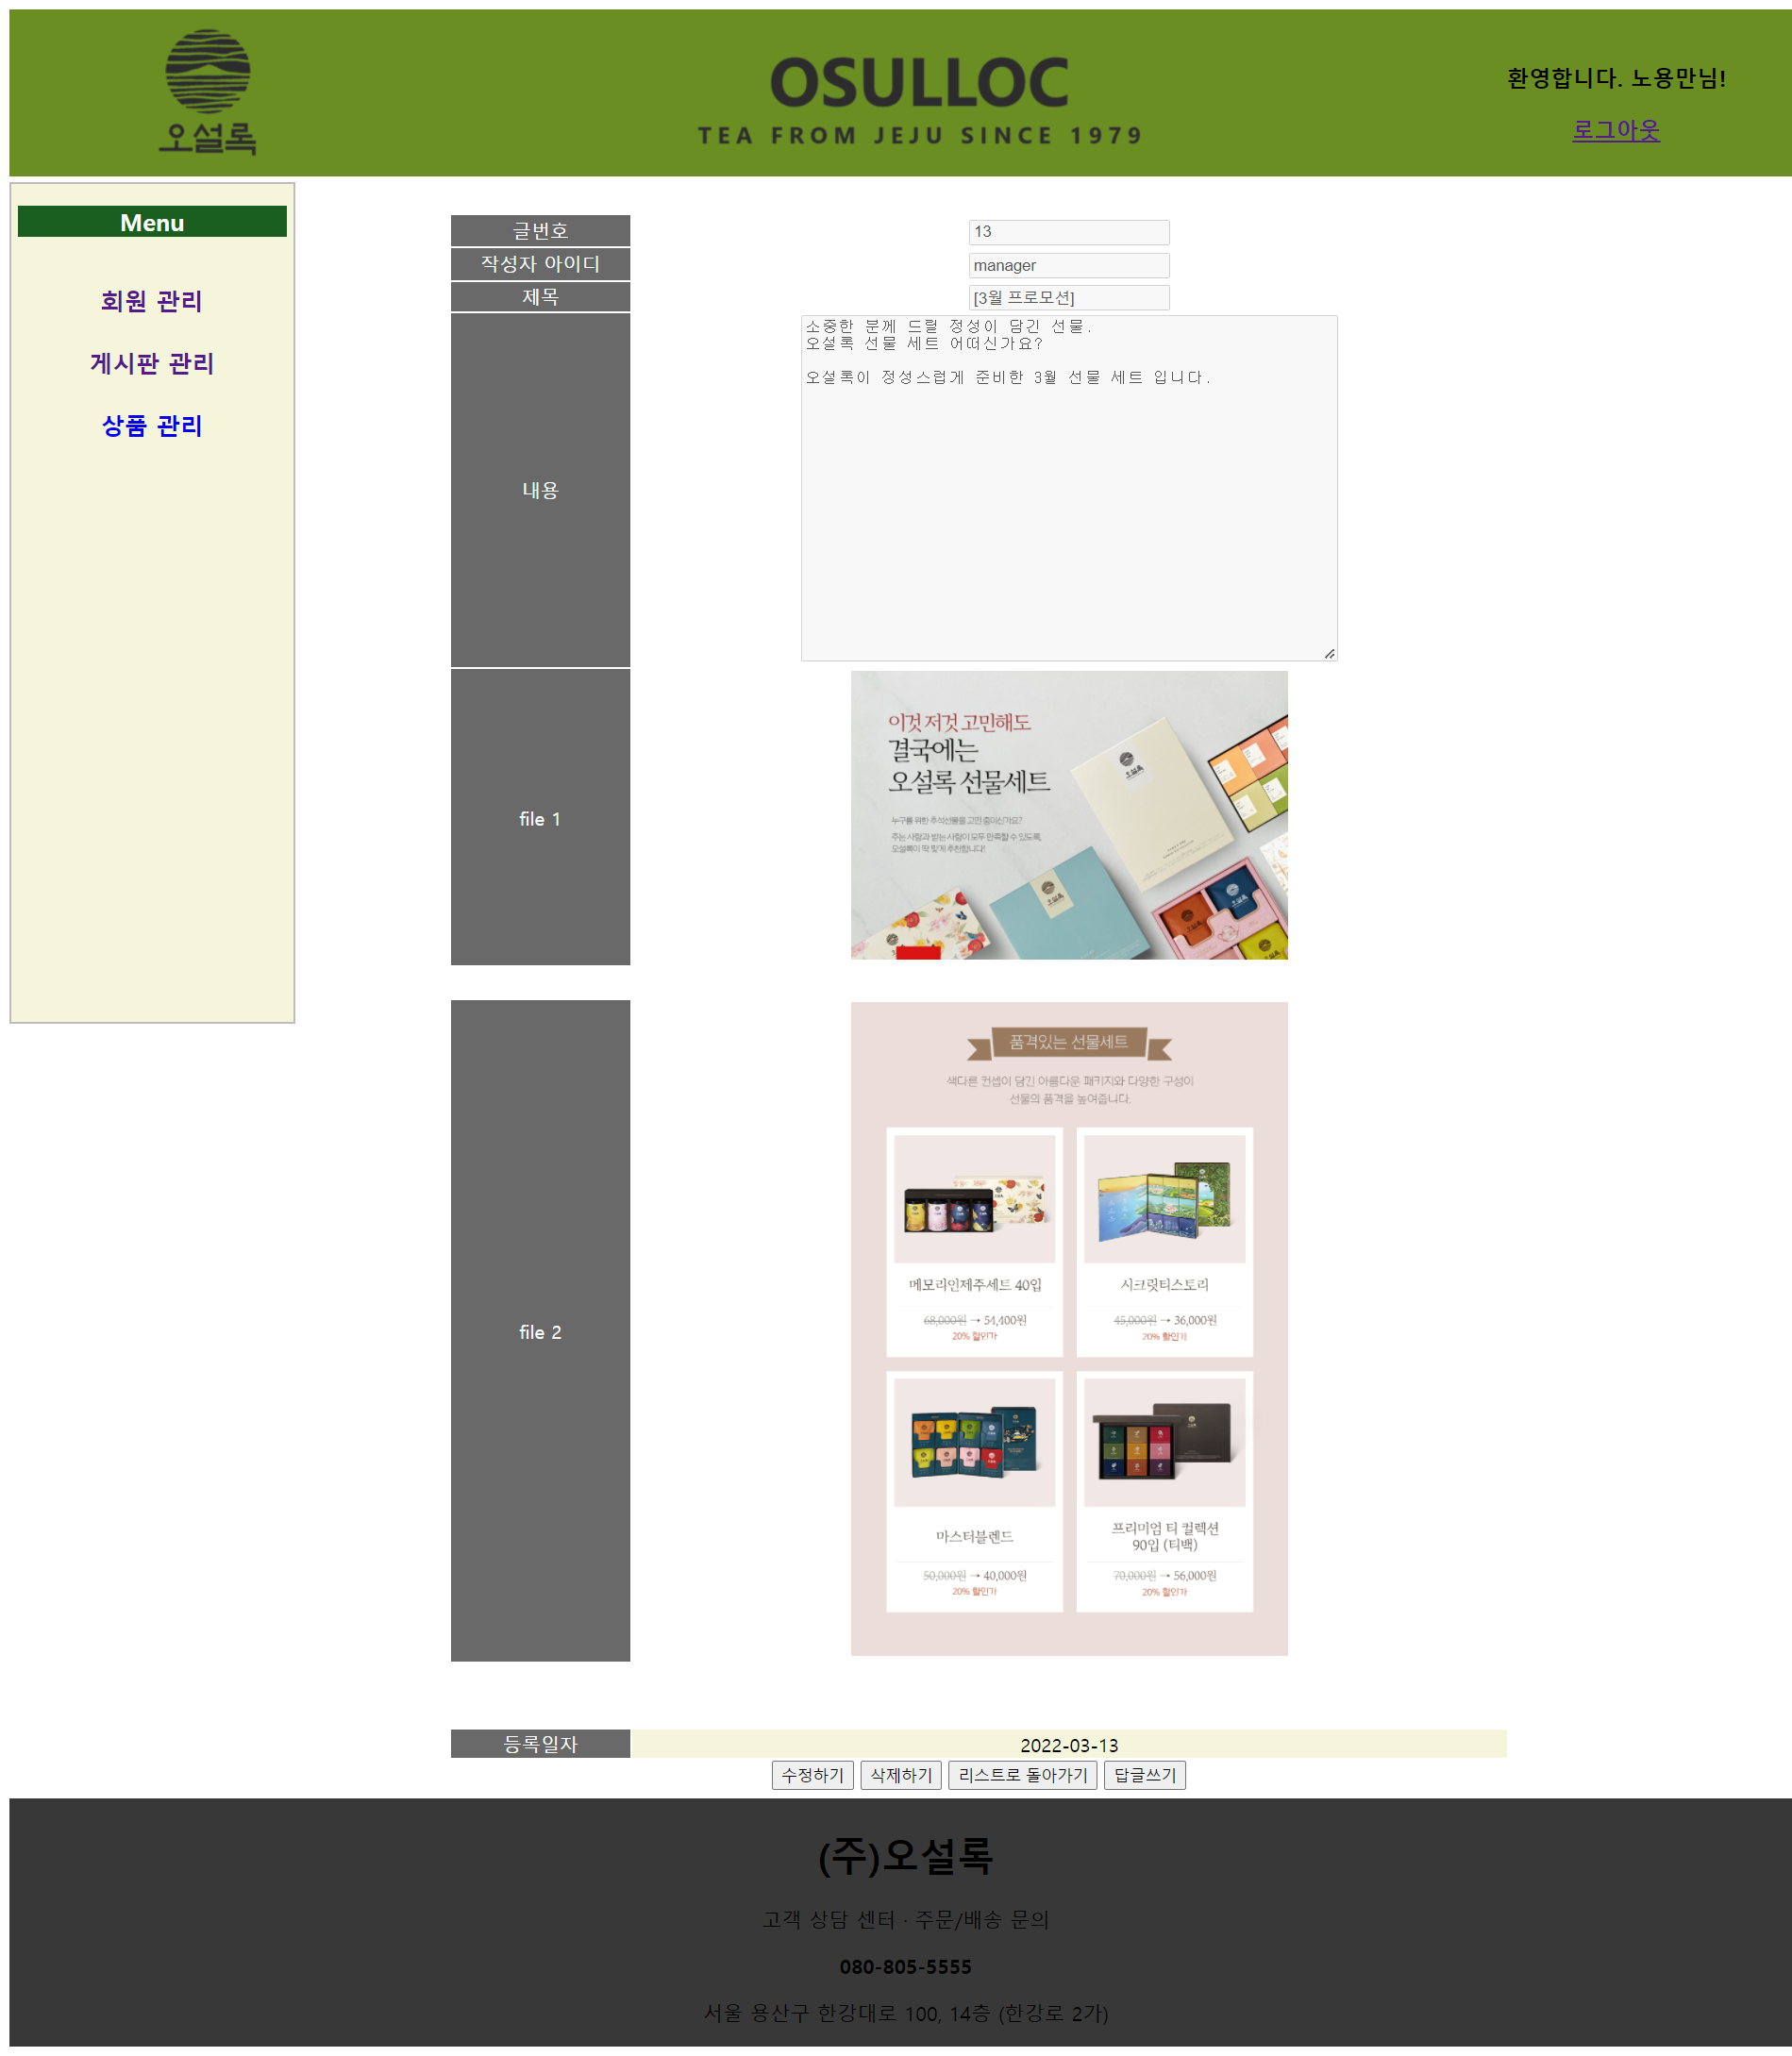 오설록
OSULLOC
TEA FROM JEJU SINCE 1979
환영합니다. 노용만님!
로그아웃
Menu
회원 관리
게시판 관리
상품 관리
글번호
13
작성자 아이디
manager
제목
[3월 프로모션]
내용
소중한 분께 드릴 정성이 담긴 선물.
오설록 선물 세트 어떠신가요?
오설록이 정성스럽게 준비한 3월 선물 세트 입니다.
file 1
이것 저것 고민해도
결국에는
오설록 선물세트
누구를 위한 추석선물을 고민 중이신가요?
주는 사람과 받는 사람이 모두 만족할 수 있도록,
오설록이 딱 맞게 추천합니다!
file 2
품격있는 선물세트
색다른 컨셉이 담긴 아름다운 패키지와 다양한 구성이
선물의 품격을 높여줍니다.
메모리인제주세트 40입
68,000원 → 54,400원
20% 할인가
시크릿티스토리
45,000원 → 36,000원
20% 할인가
마스터블렌드
50,000원 → 40,000원
20% 할인가
프리미엄 티 컬렉션
90입 (티백)
70,000원 → 56,000원
20% 할인가
등록일자
2022-03-13
수정하기 삭제하기 리스트로 돌아가기 답글쓰기
(주)오설록
고객 상담 센터 · 주문/배송 문의
080-805-5555
서울 용산구 한강대로 100, 14층 (한강로 2가)